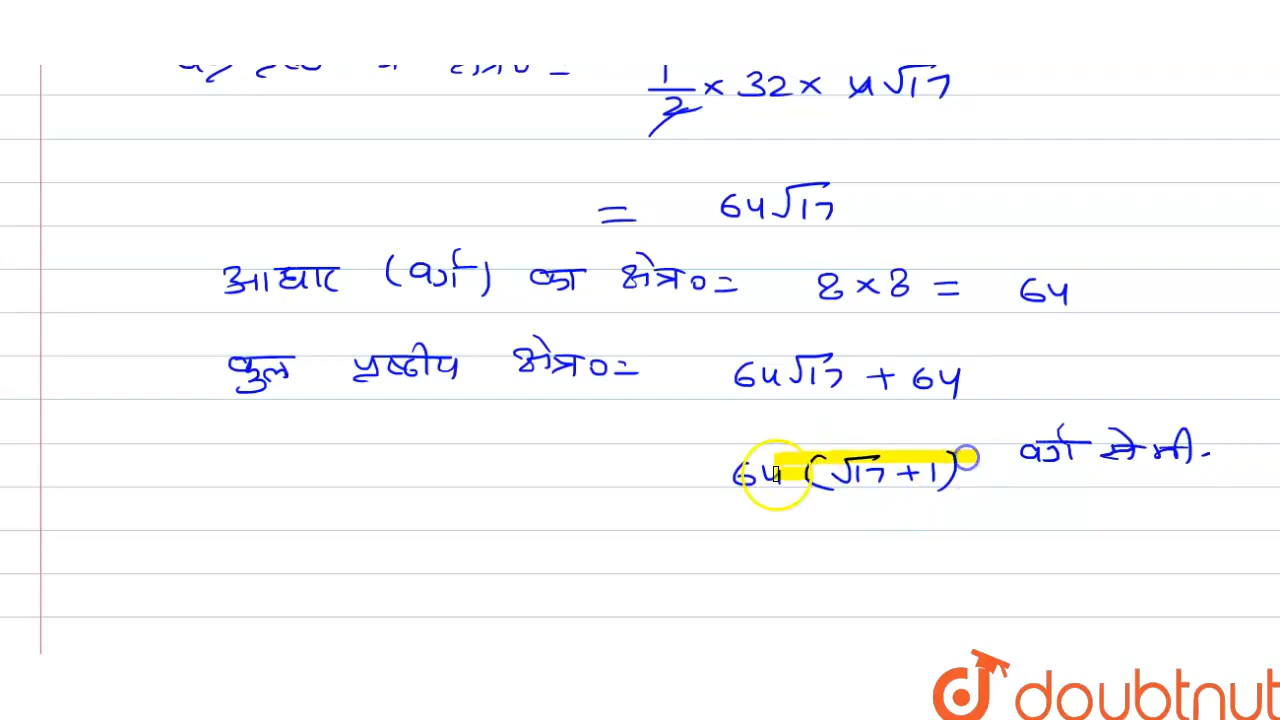 1/2 × 32 × 4√17
= 64√17
आधार (वर्ग) का क्षेत्र० = 8 × 8 = 64
कुल पृष्ठीय क्षेत्र० = 64√17 + 64
64 (√17 + 1) वर्ग सेमी.
doubtnut